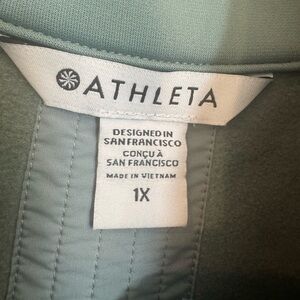 ATHLETA
DESIGNED IN
SAN FRANCISCO
CONÇU À
SAN FRANCISCO
MADE IN VIETNAM
1X